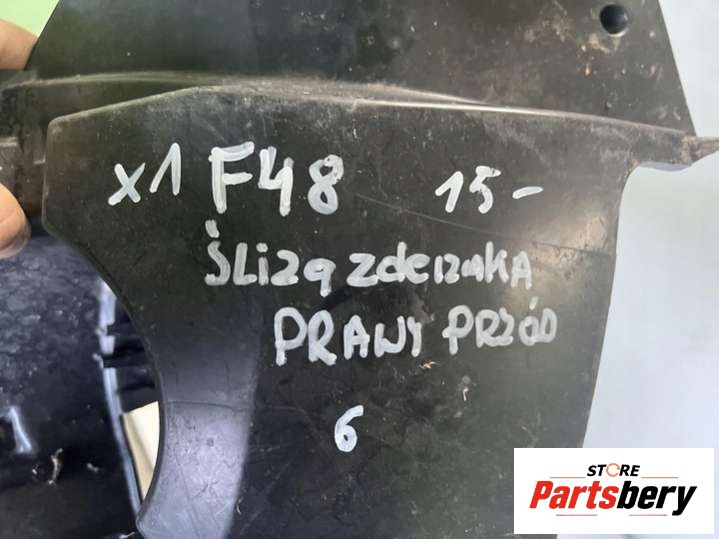 x1 F48 15-
ŚLizg zderzaka
PRAWY PRZÓD
6
STORE
Partsbery